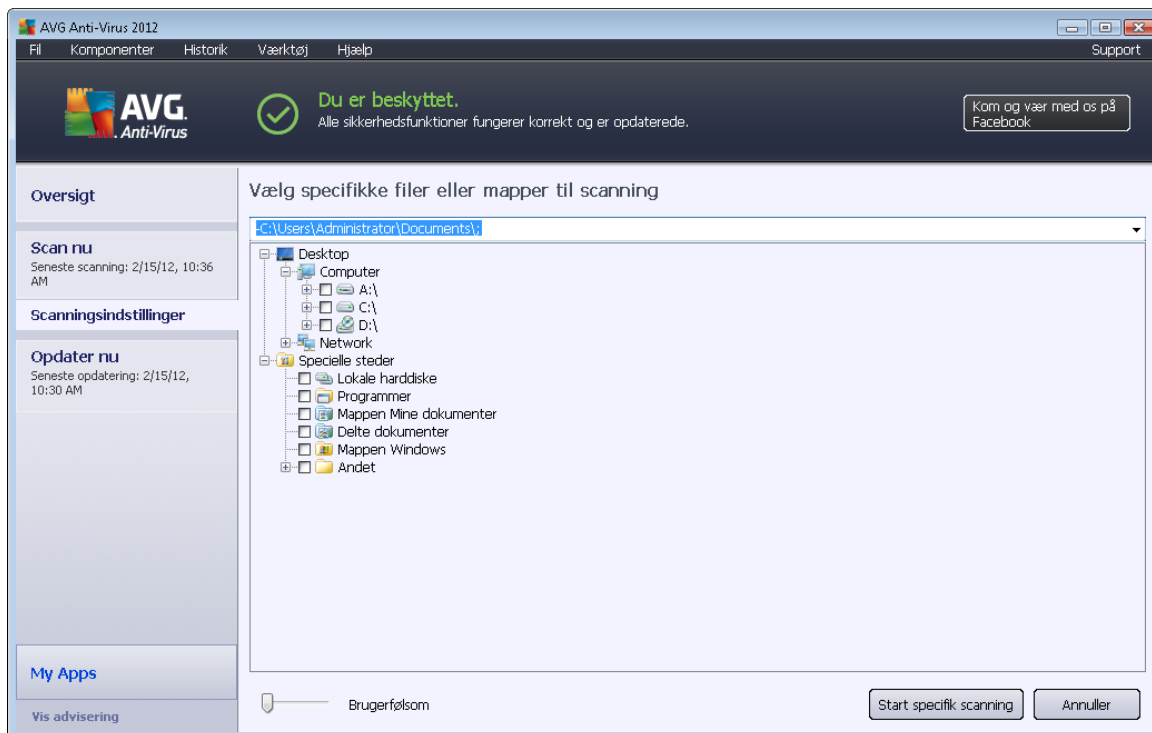 AVG Anti-Virus 2012
Fil Komponenter Historik Værktøj Hjælp Support
AVG.
Anti-Virus
Du er beskyttet.
Alle sikkerhedsfunktioner fungerer korrekt og er opdaterede.
Kom og vær med os på
Facebook
Oversigt
Scan nu
Seneste scanning: 2/15/12, 10:36
AM
Scanningsindstillinger
Opdater nu
Seneste opdatering: 2/15/12,
10:30 AM
My Apps
Vis advisering
Vælg specifikke filer eller mapper til scanning
-C:\Users\Administrator\Documents\;
Desktop
Computer
A:\
C:\
D:\
Network
Specielle steder
Lokale harddiske
Programmer
Mappen Mine dokumenter
Delte dokumenter
Mappen Windows
Andet
Brugerfølsom
Start specifik scanning
Annuller